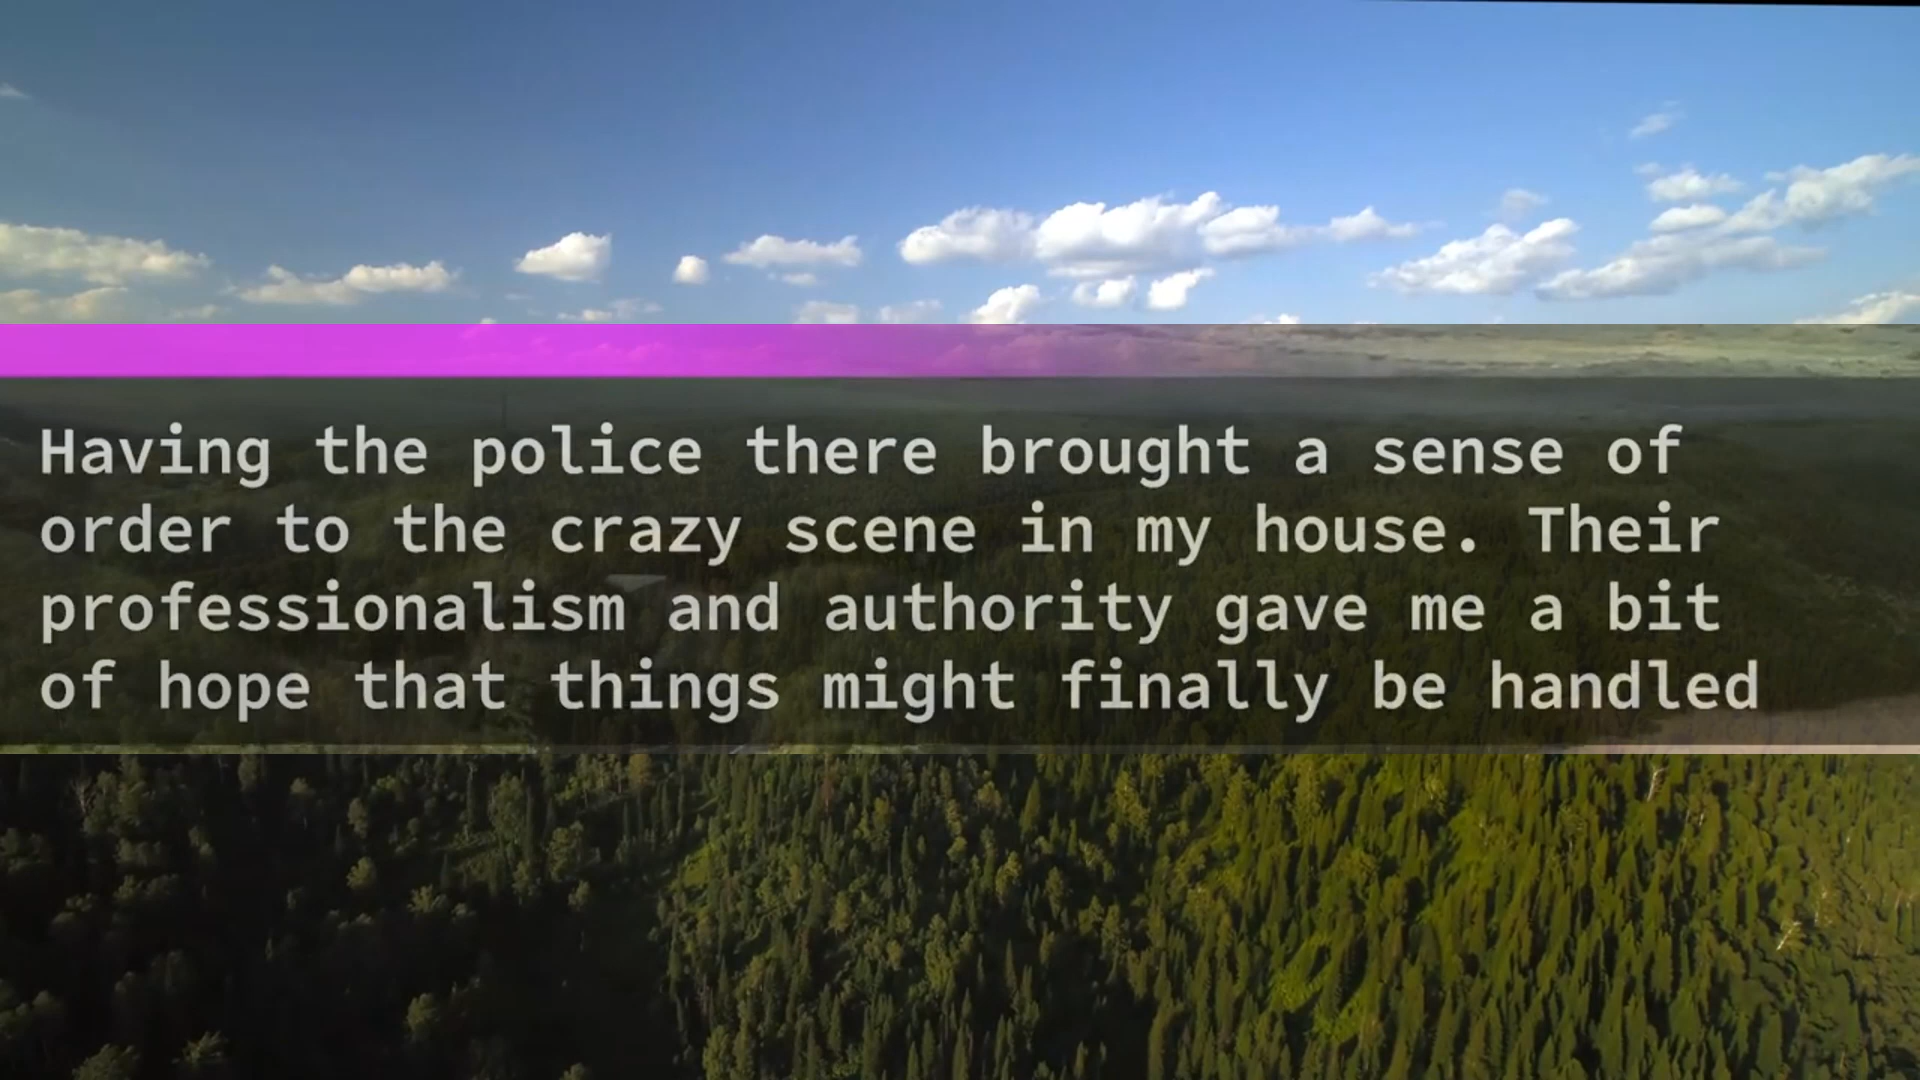 Having the police there brought a sense of
order to the crazy scene in my house. Their
professionalism and authority gave me a bit
of hope that things might finally be handled